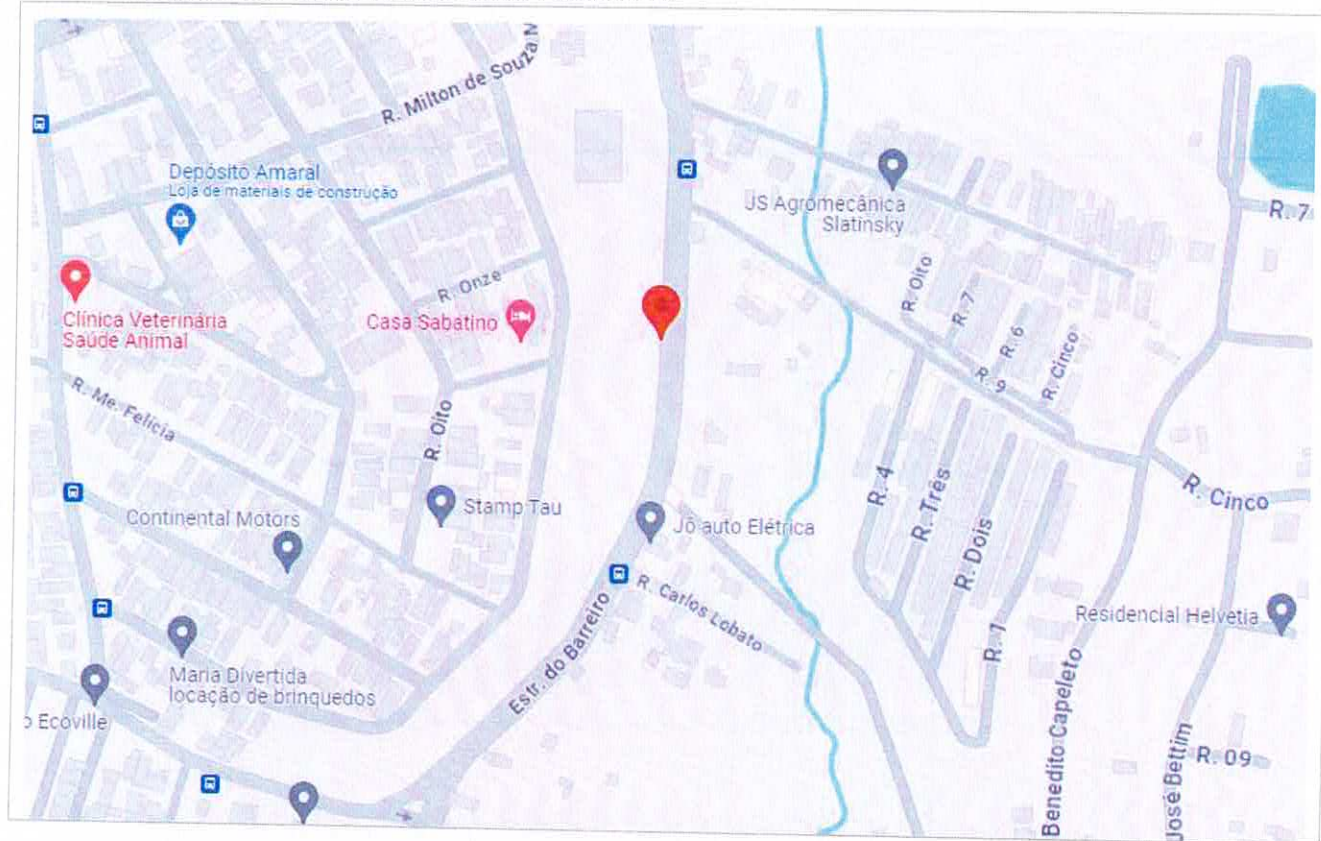 R. Milton de Souza
Depósito Amaral
Loja de materiais de construção
JS Agromecânica
Slatinsky
R. 7
R. Oito
R. Onze
R. 7
Clínica Veterinária
Saúde Animal
Casa Sabatino
R. 6
R. Cinco
R. 9
R. Me. Felícia
R. Oito
R. 4
R. Três
R. Cinco
Stamp Tau
Continental Motors
Jô auto Elétrica
R. Dois
R. Carlos Lobato
Residencial Helvetia
R. 1
Estr. do Barreiro
Maria Divertida
locação de brinquedos
Ecoville
Benedito Capeleto
José Bettim
R. 09